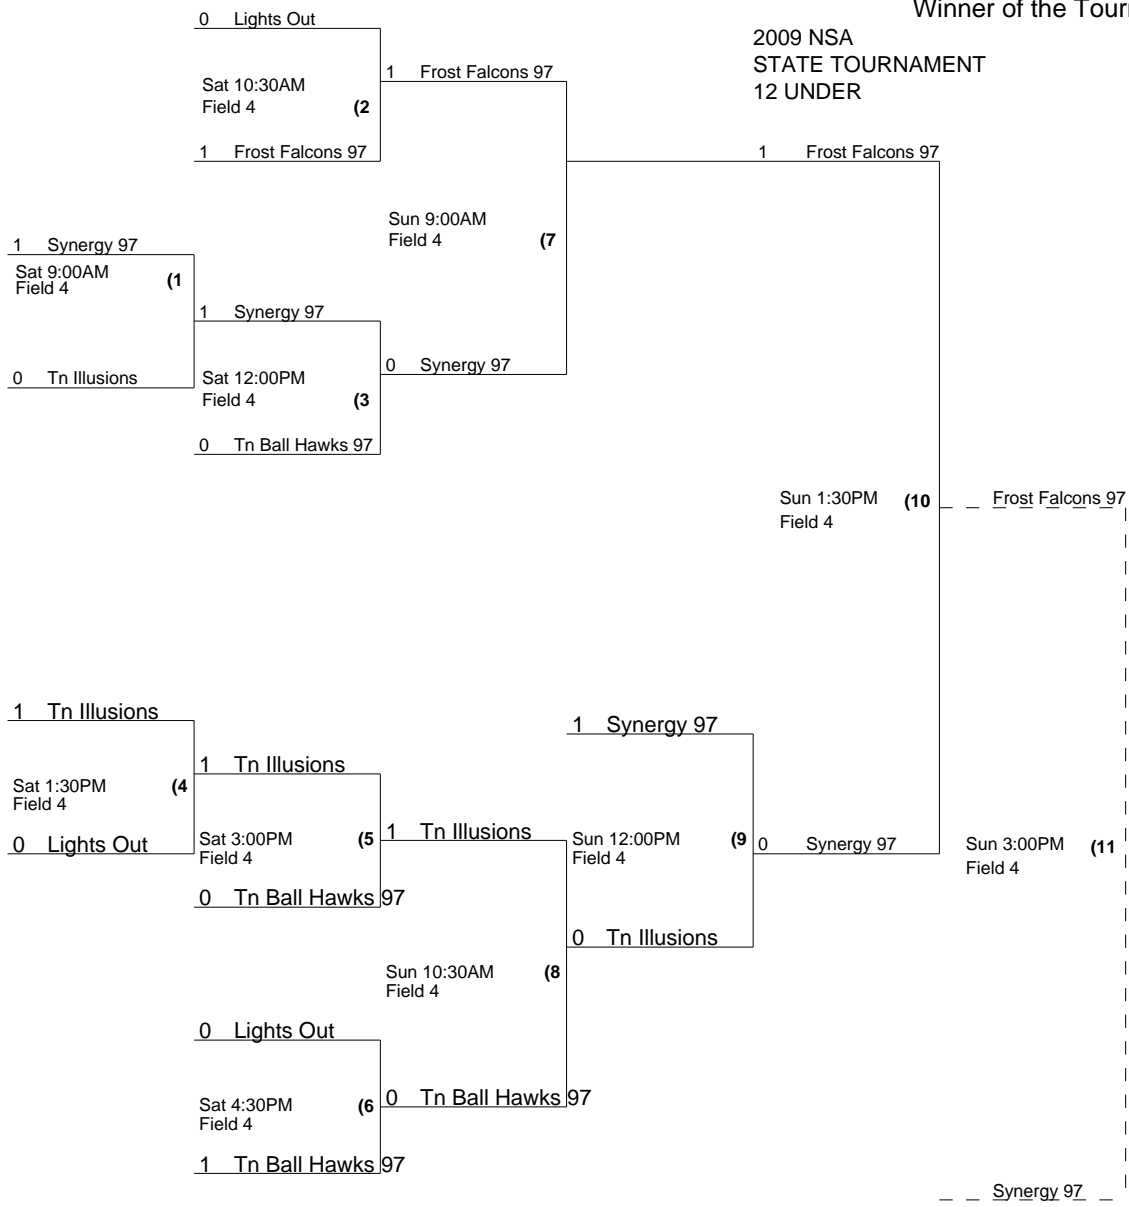 Winner of the Tour
2009 NSA
STATE TOURNAMENT
12 UNDER
0 Lights Out
Sat 10:30AM
Field 4 (2
1 Frost Falcons 97
1 Frost Falcons 97
1 Frost Falcons 97
Sun 9:00AM
Field 4 (7
1 Synergy 97
Sat 9:00AM
Field 4 (1
0 Tn Illusions
1 Synergy 97
Sat 12:00PM
Field 4 (3
0 Tn Ball Hawks 97
0 Synergy 97
Sun 1:30PM (10
Field 4
Frost Falcons 97
1 Tn Illusions
Sat 1:30PM (4
Field 4
0 Lights Out
1 Tn Illusions
Sat 3:00PM (5
Field 4
0 Tn Ball Hawks 97
1 Tn Illusions
Sun 10:30AM (8
Field 4
0 Lights Out
Sat 4:30PM (6
Field 4
1 Tn Ball Hawks 97
0 Tn Ball Hawks 97
1 Synergy 97
Sun 12:00PM (9
Field 4
0 Tn Illusions
0 Synergy 97
Sun 3:00PM (11
Field 4
Synergy 97